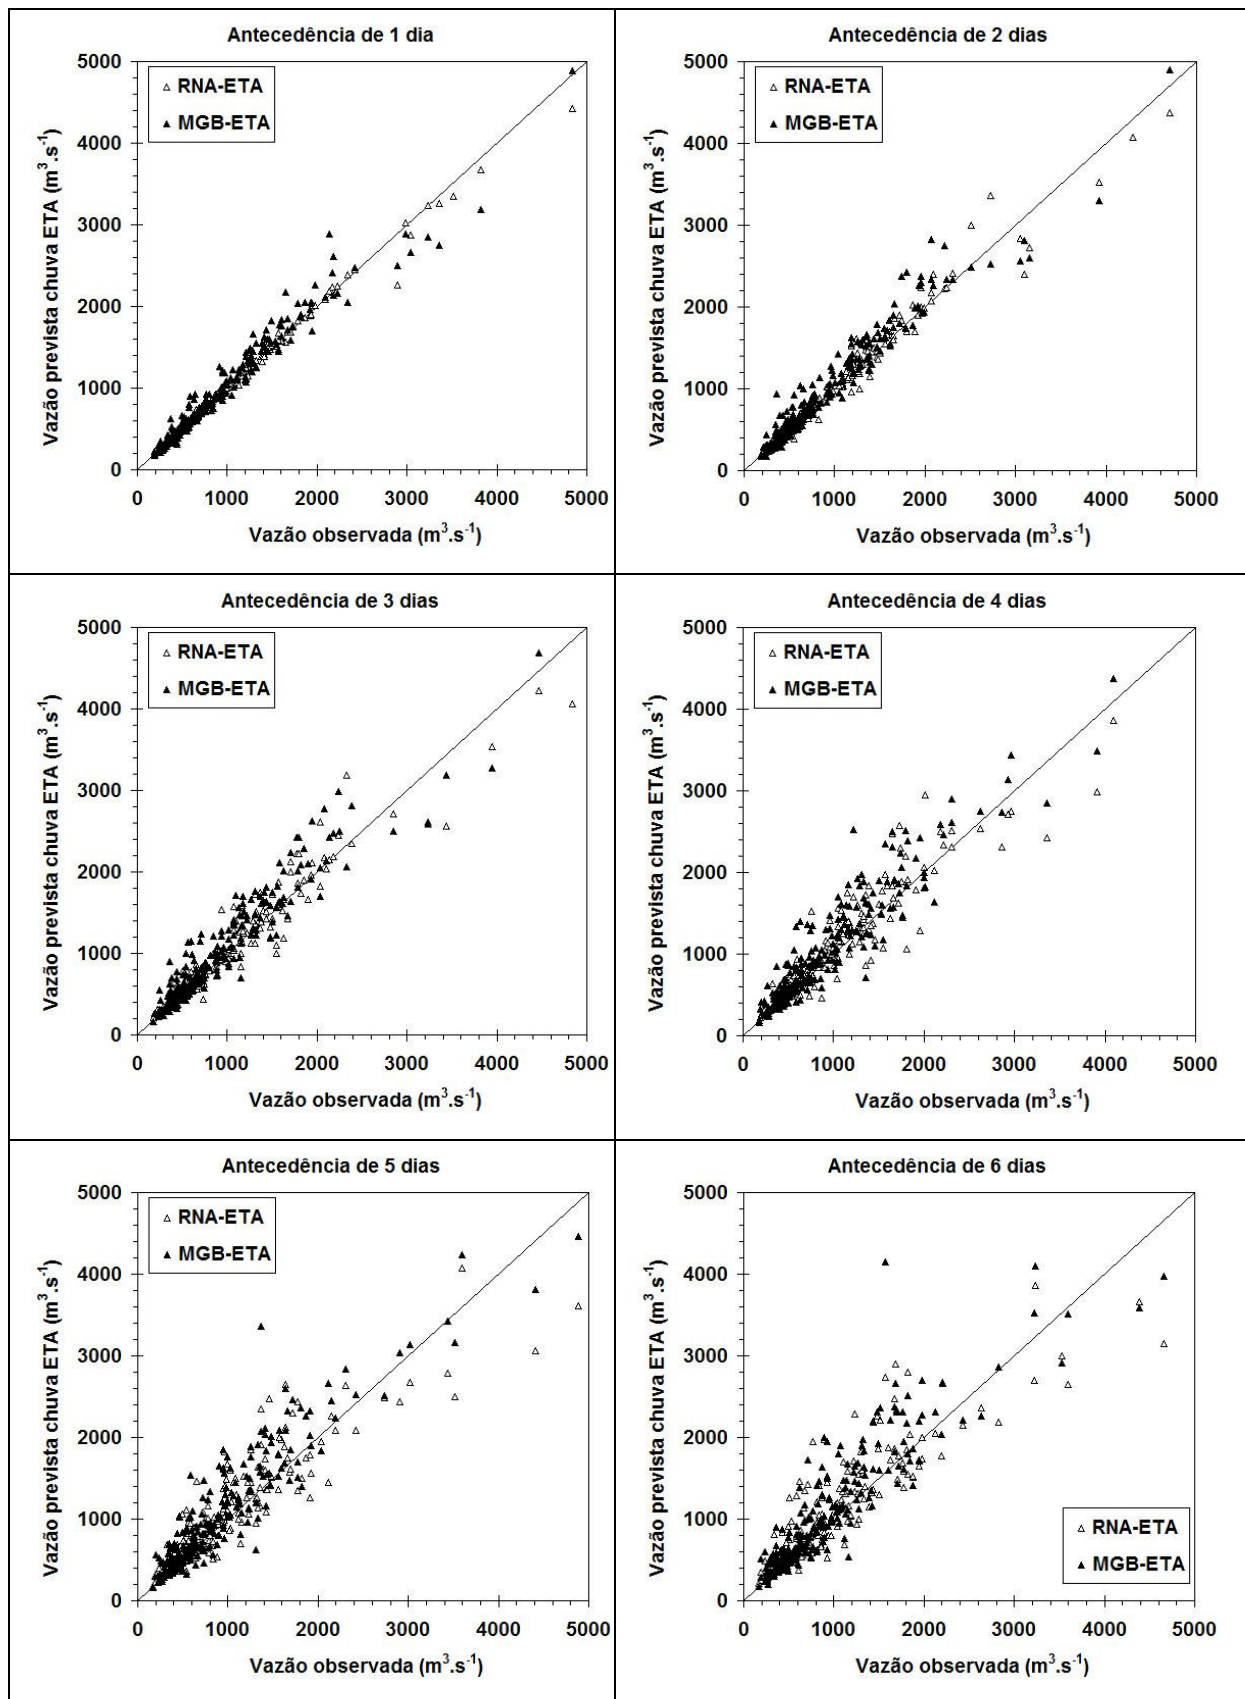 Antecedência de 1 dia
5000
4000
3000
2000
1000
0
RNA-ETA
MGB-ETA
Vazão prevista chuva ETA (m³.s⁻¹)
0 1000 2000 3000 4000 5000
Vazão observada (m³.s⁻¹)
Antecedência de 2 dias
5000
4000
3000
2000
1000
0
RNA-ETA
MGB-ETA
Vazão prevista chuva ETA (m³.s⁻¹)
0 1000 2000 3000 4000 5000
Vazão observada (m³.s⁻¹)
Antecedência de 3 dias
5000
4000
3000
2000
1000
0
RNA-ETA
MGB-ETA
Vazão prevista chuva ETA (m³.s⁻¹)
0 1000 2000 3000 4000 5000
Vazão observada (m³.s⁻¹)
Antecedência de 4 dias
5000
4000
3000
2000
1000
0
RNA-ETA
MGB-ETA
Vazão prevista chuva ETA (m³.s⁻¹)
0 1000 2000 3000 4000 5000
Vazão observada (m³.s⁻¹)
Antecedência de 5 dias
5000
4000
3000
2000
1000
0
RNA-ETA
MGB-ETA
Vazão prevista chuva ETA (m³.s⁻¹)
0 1000 2000 3000 4000 5000
Vazão observada (m³.s⁻¹)
Antecedência de 6 dias
5000
4000
3000
2000
1000
0
RNA-ETA
MGB-ETA
Vazão prevista chuva ETA (m³.s⁻¹)
0 1000 2000 3000 4000 5000
Vazão observada (m³.s⁻¹)